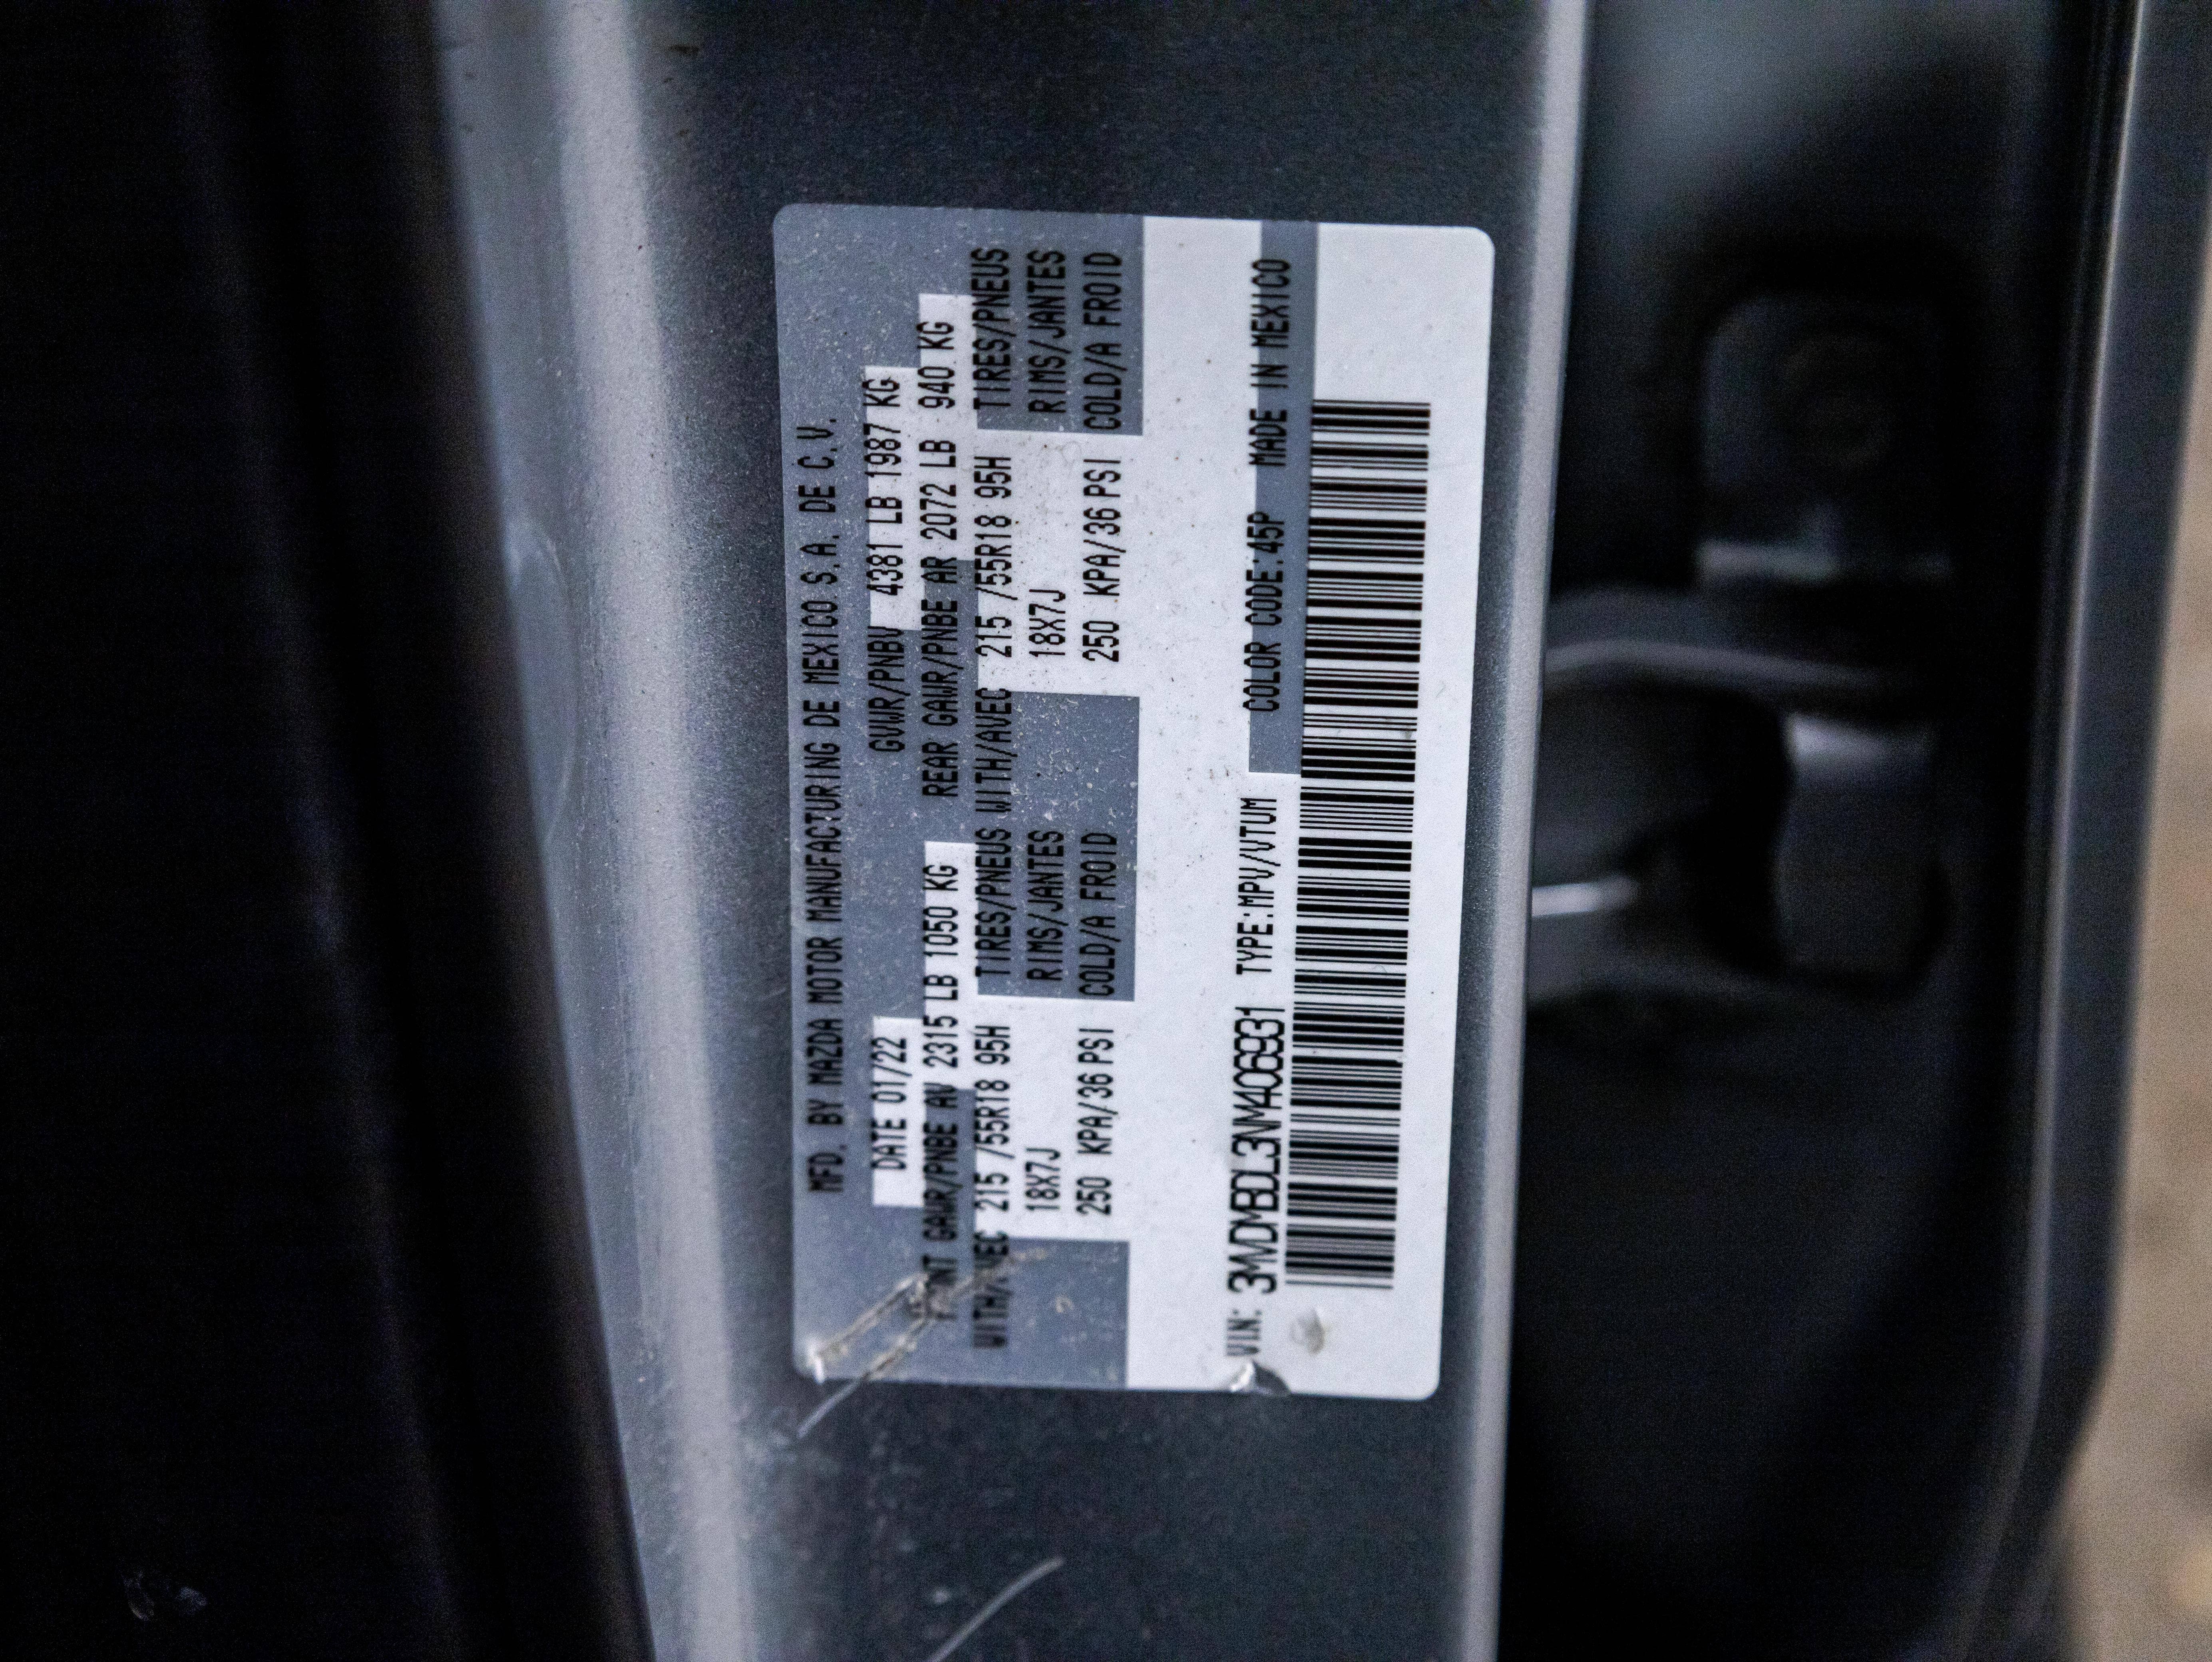 MFD. BY MAZDA MOTOR MANUFACTURING DE MEXICO S.A. DE C.V.
DATE 01/22 GVWR/PNBV 4381 LB 1987 KG
FRONT GAWR/PNBE AV 2315 LB 1050 KG REAR GAWR/PNBE AR 2072 LB 940 KG
WITH/AVEC 215 /55R18 95H TIRES/PNEUS WITH/AVEC 215 /55R18 95H TIRES/PNEUS
18X7J RIMS/JANTES 18X7J RIMS/JANTES
250 KPA/36 PSI COLD/A FROID 250 KPA/36 PSI COLD/A FROID
VIN: 3MVDMBDL3NM406931 TYPE:MPV/VTUM COLOR CODE:45P MADE IN MEXICO